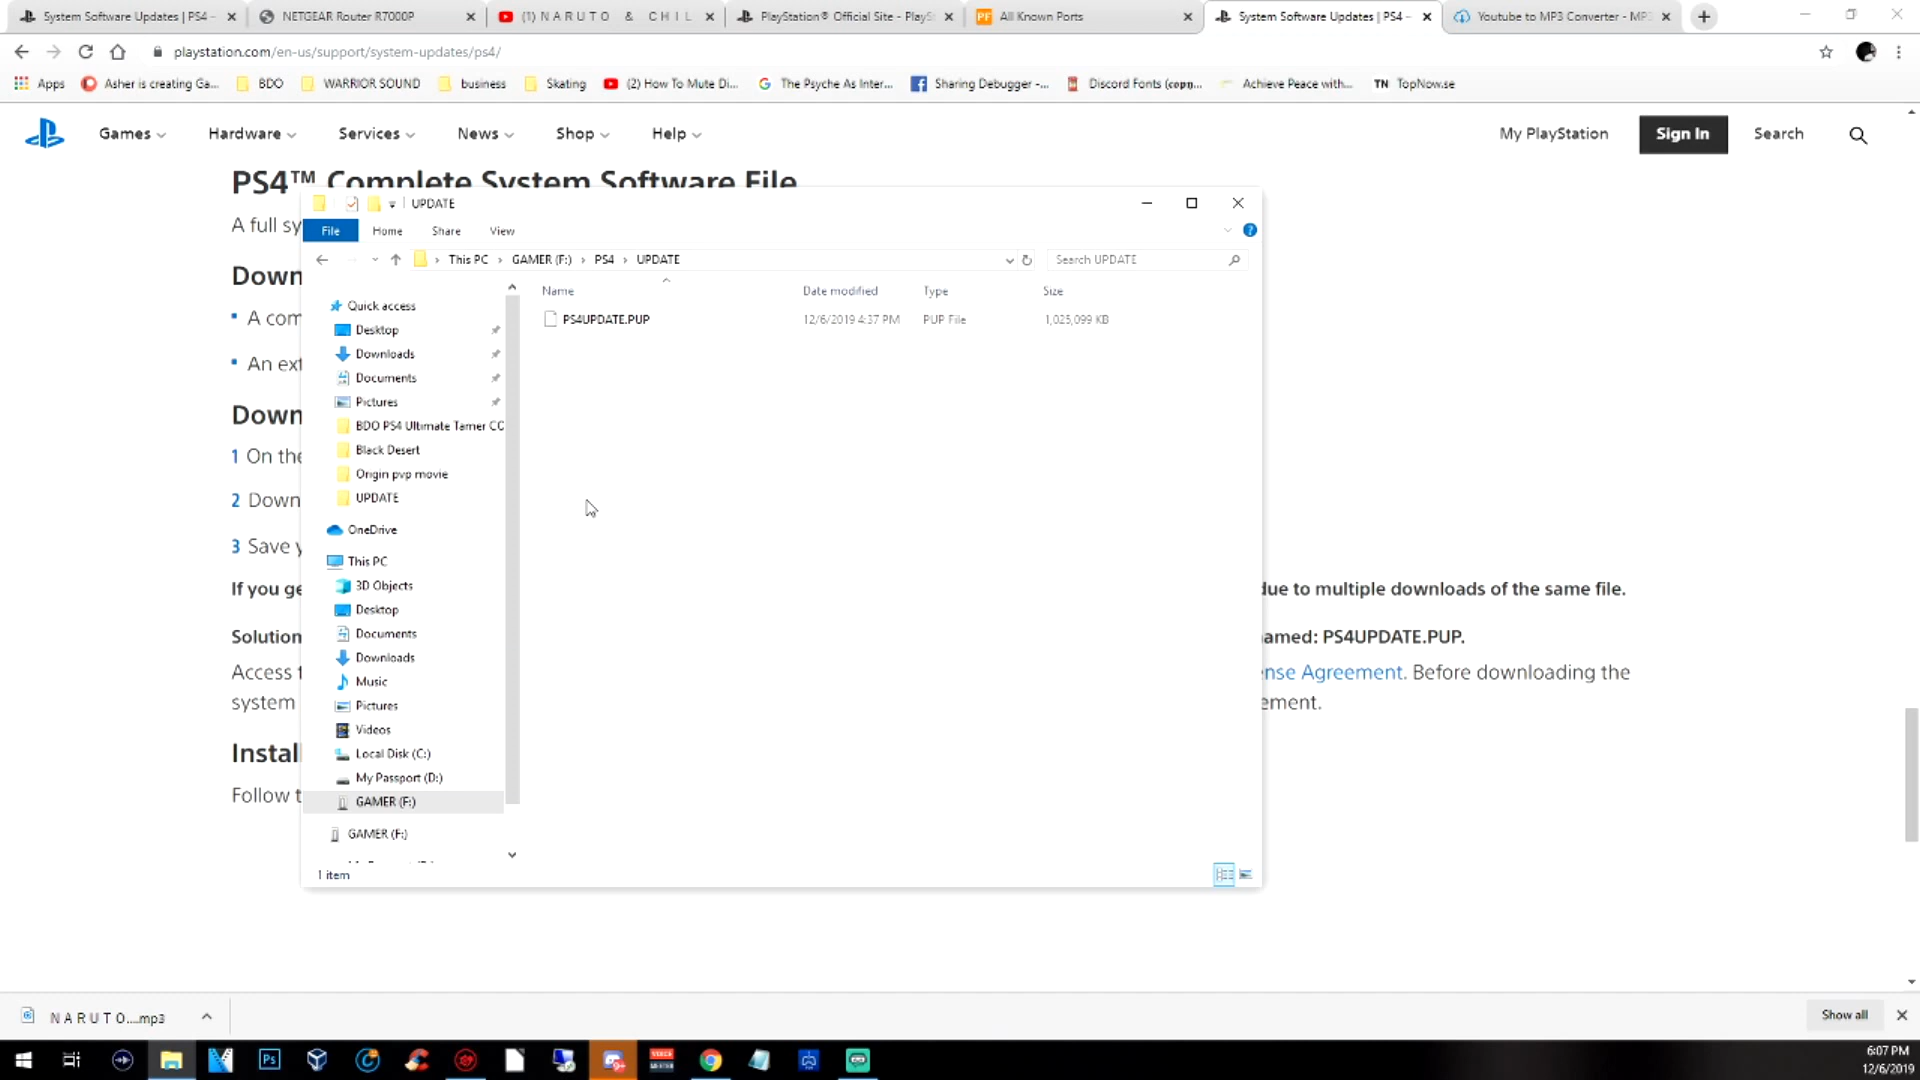 System Software Updates | PS4 -
NETGEAR Router R7000P
(1) N A R U T O & C H I L
PlayStation® Official Site - PlayS
PF All Known Ports
System Software Updates | PS4 -
Youtube to MP3 Converter - MP
playstation.com/en-us/support/system-updates/ps4/
Apps
Asher is creating Ga...
BDO
WARRIOR SOUND
business
Skating
(2) How To Mute Di...
The Psyche As Inter...
Sharing Debugger -...
Discord Fonts (copy...
Achieve Peace with...
TN TopNow.se
Games
Hardware
Services
News
Shop
Help
My PlayStation
Sign In
Search
PS4™ Complete System Software File
A full sy
Down
A com
An ext
Down
1 On the
2 Down
3 Save y
If you ge
due to multiple downloads of the same file.
Solution
amed: PS4UPDATE.PUP.
Access t
nse Agreement. Before downloading the
system
ement.
Install
Follow t
UPDATE
File
Home
Share
View
This PC › GAMER (F:) › PS4 › UPDATE
Search UPDATE
Name
Date modified
Type
Size
PS4UPDATE.PUP
12/6/2019 4:37 PM
PUP File
1,025,099 KB
Quick access
Desktop
Downloads
Documents
Pictures
BDO PS4 Ultimate Tamer CO
Black Desert
Origin pvp movie
UPDATE
OneDrive
This PC
3D Objects
Desktop
Documents
Downloads
Music
Pictures
Videos
Local Disk (C:)
My Passport (D:)
GAMER (F:)
GAMER (F:)
1 item
N A R U T O....mp3
Show all
Ps
6:07 PM
12/6/2019